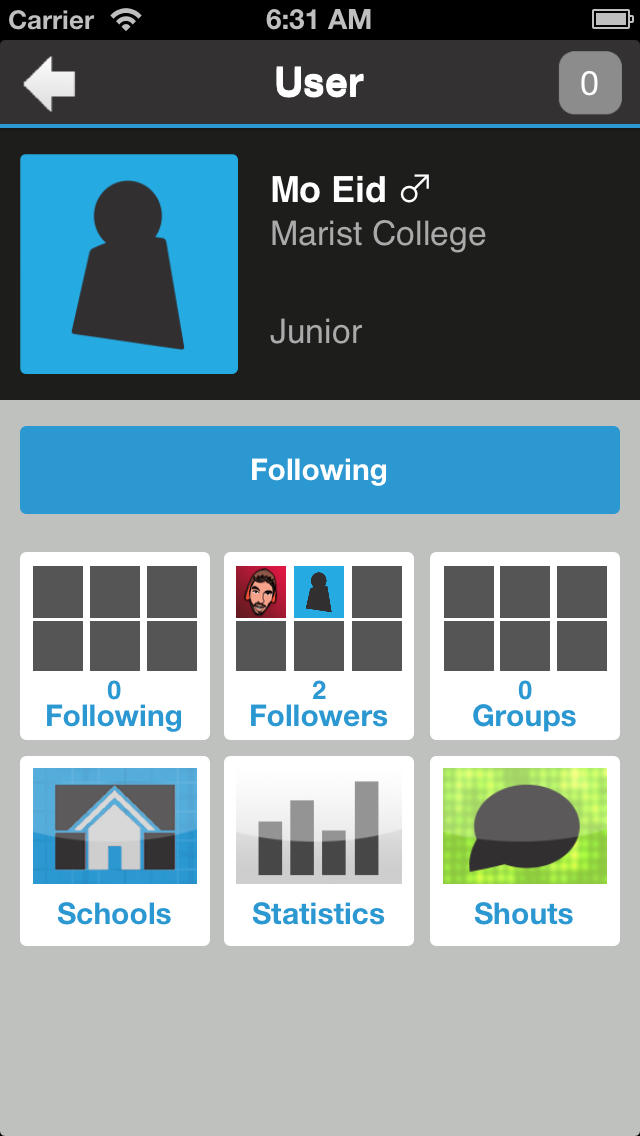 Carrier 6:31 AM
User 0
Mo Eid ♂
Marist College
Junior
Following
0 2 0
Following Followers Groups
Schools Statistics Shouts